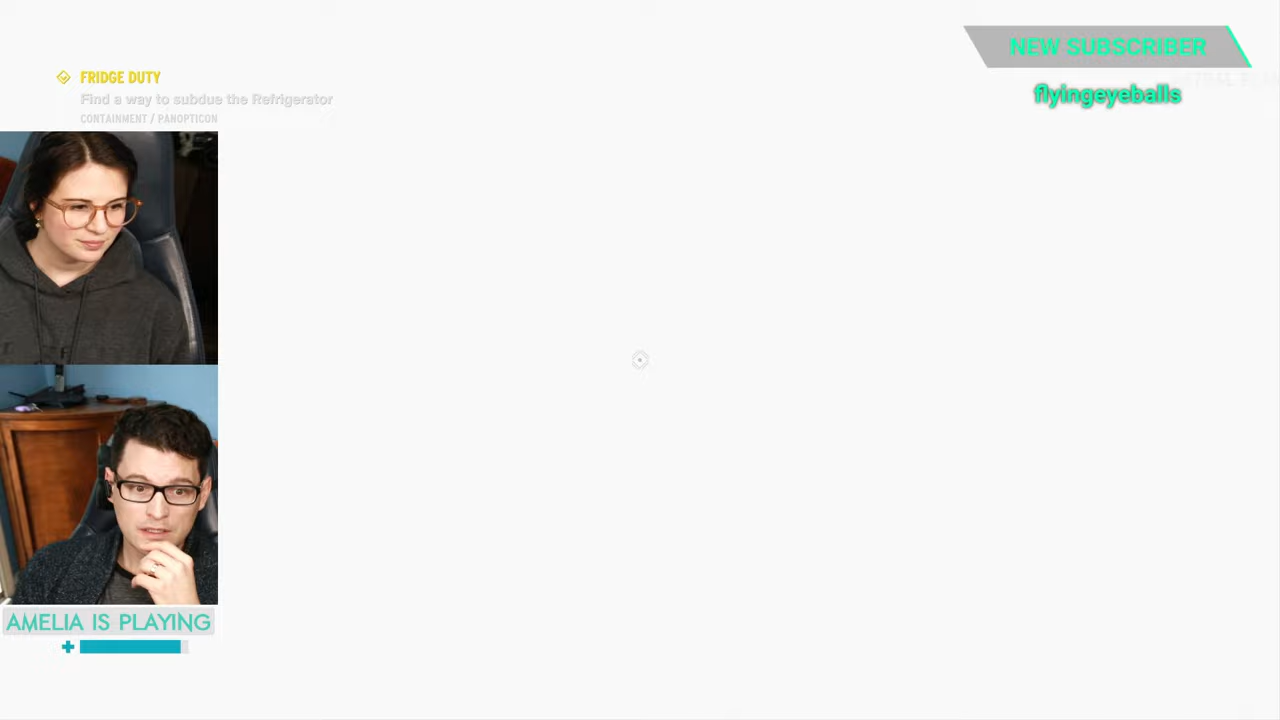 FRIDGE DUTY
Find a way to subdue the Refrigerator
CONTAINMENT / PANOPTICON
NEW SUBSCRIBER
flyingeyeballs
AMELIA IS PLAYING